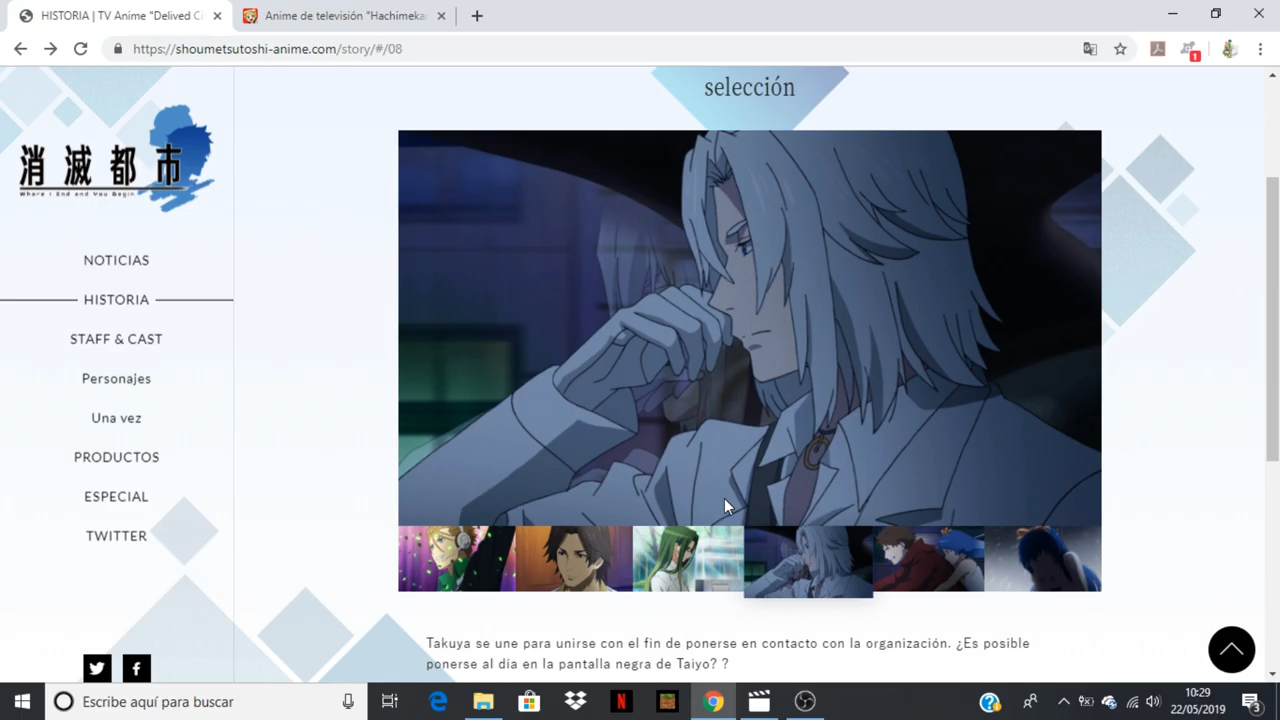 HISTORIA | TV Anime "Delived C
Anime de televisión "Hachimeka
https://shoumetsutoshi-anime.com/story/#/08
1
selección
消滅都市
Where I End and You Begin
NOTICIAS
HISTORIA
STAFF & CAST
Personajes
Una vez
PRODUCTOS
ESPECIAL
TWITTER
Takuya se une para unirse con el fin de ponerse en contacto con la organización. ¿Es posible
ponerse al día en la pantalla negra de Taiyo? ?
Escribe aquí para buscar
10:29
22/05/2019
3